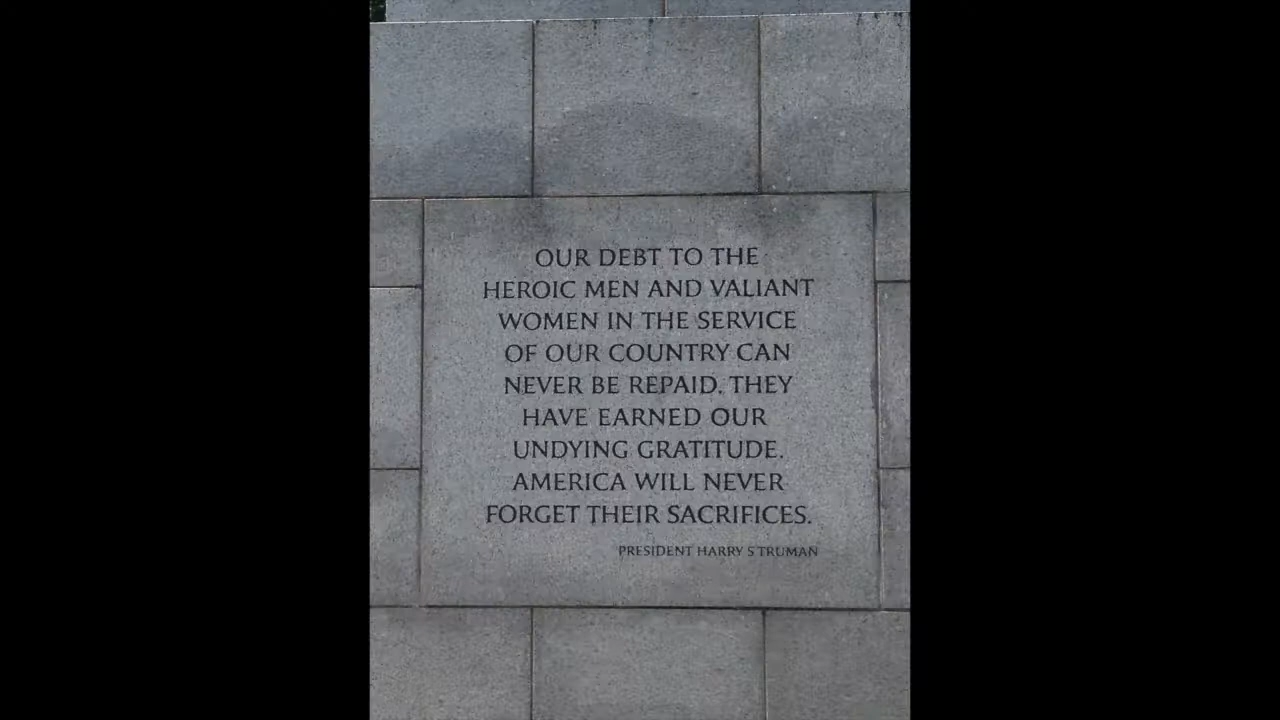 OUR DEBT TO THE
HEROIC MEN AND VALIANT
WOMEN IN THE SERVICE
OF OUR COUNTRY CAN
NEVER BE REPAID. THEY
HAVE EARNED OUR
UNDYING GRATITUDE.
AMERICA WILL NEVER
FORGET THEIR SACRIFICES.
PRESIDENT HARRY S TRUMAN